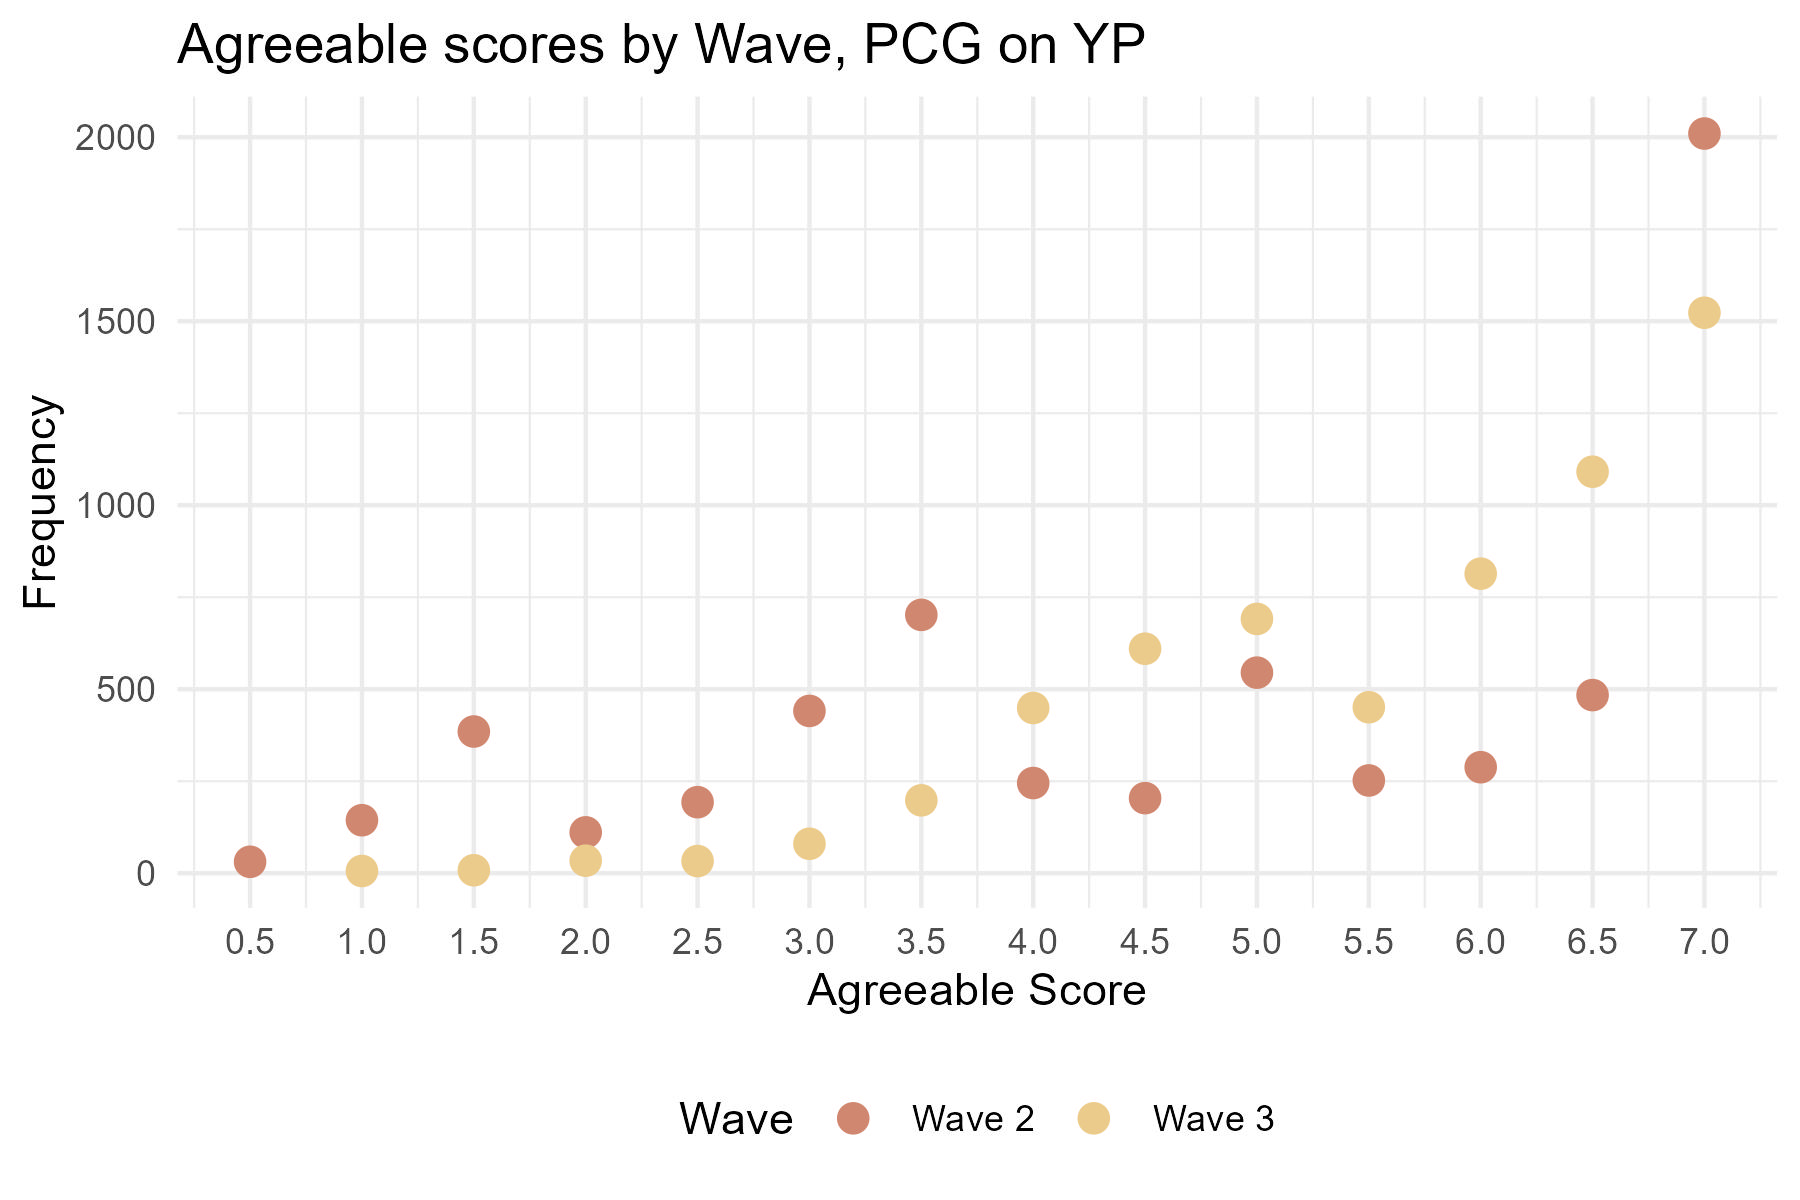 Agreeable scores by Wave, PCG on YP
2000
1500
1000
500
0
Frequency
0.5 1.0 1.5 2.0 2.5 3.0 3.5 4.0 4.5 5.0 5.5 6.0 6.5 7.0
Agreeable Score
Wave Wave 2 Wave 3